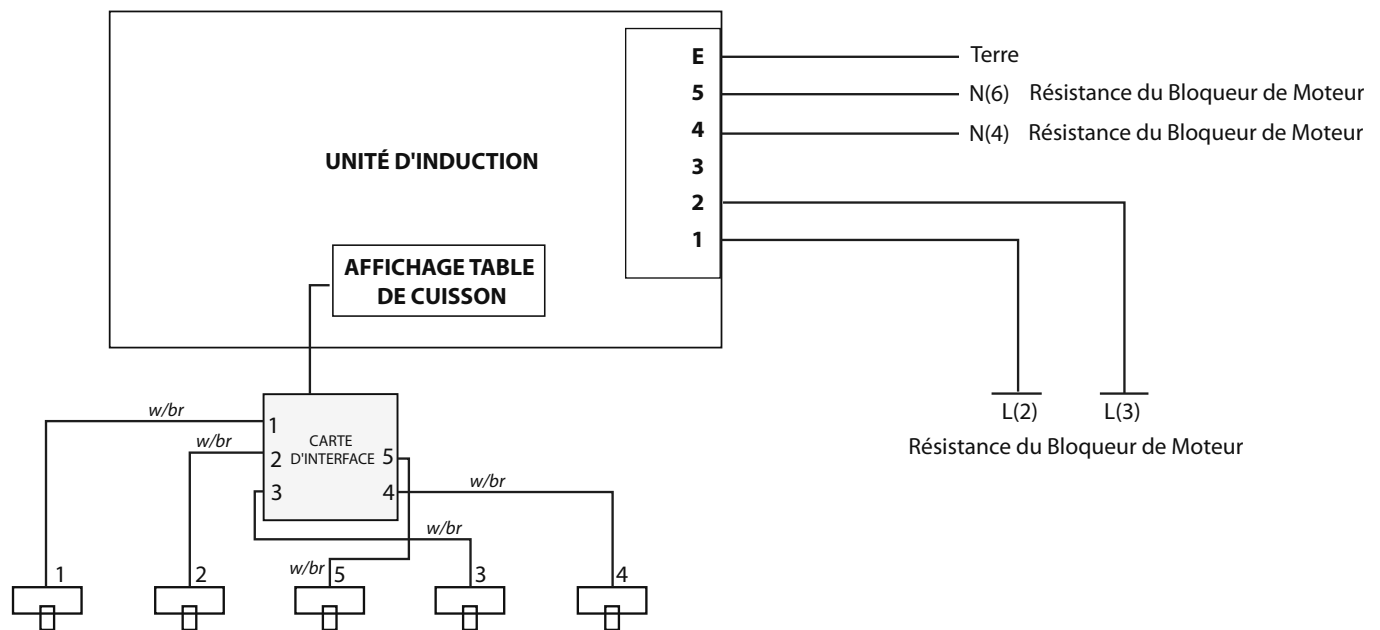 E
Terre
5
N(6) Résistance du Bloqueur de Moteur
4
N(4) Résistance du Bloqueur de Moteur
UNITÉ D'INDUCTION
3
2
1
AFFICHAGE TABLE
DE CUISSON
L(2)
L(3)
Résistance du Bloqueur de Moteur
w/br
1
w/br
CARTE
2
D'INTERFACE
5
3
4
w/br
w/br
w/br
1
2
5
3
4